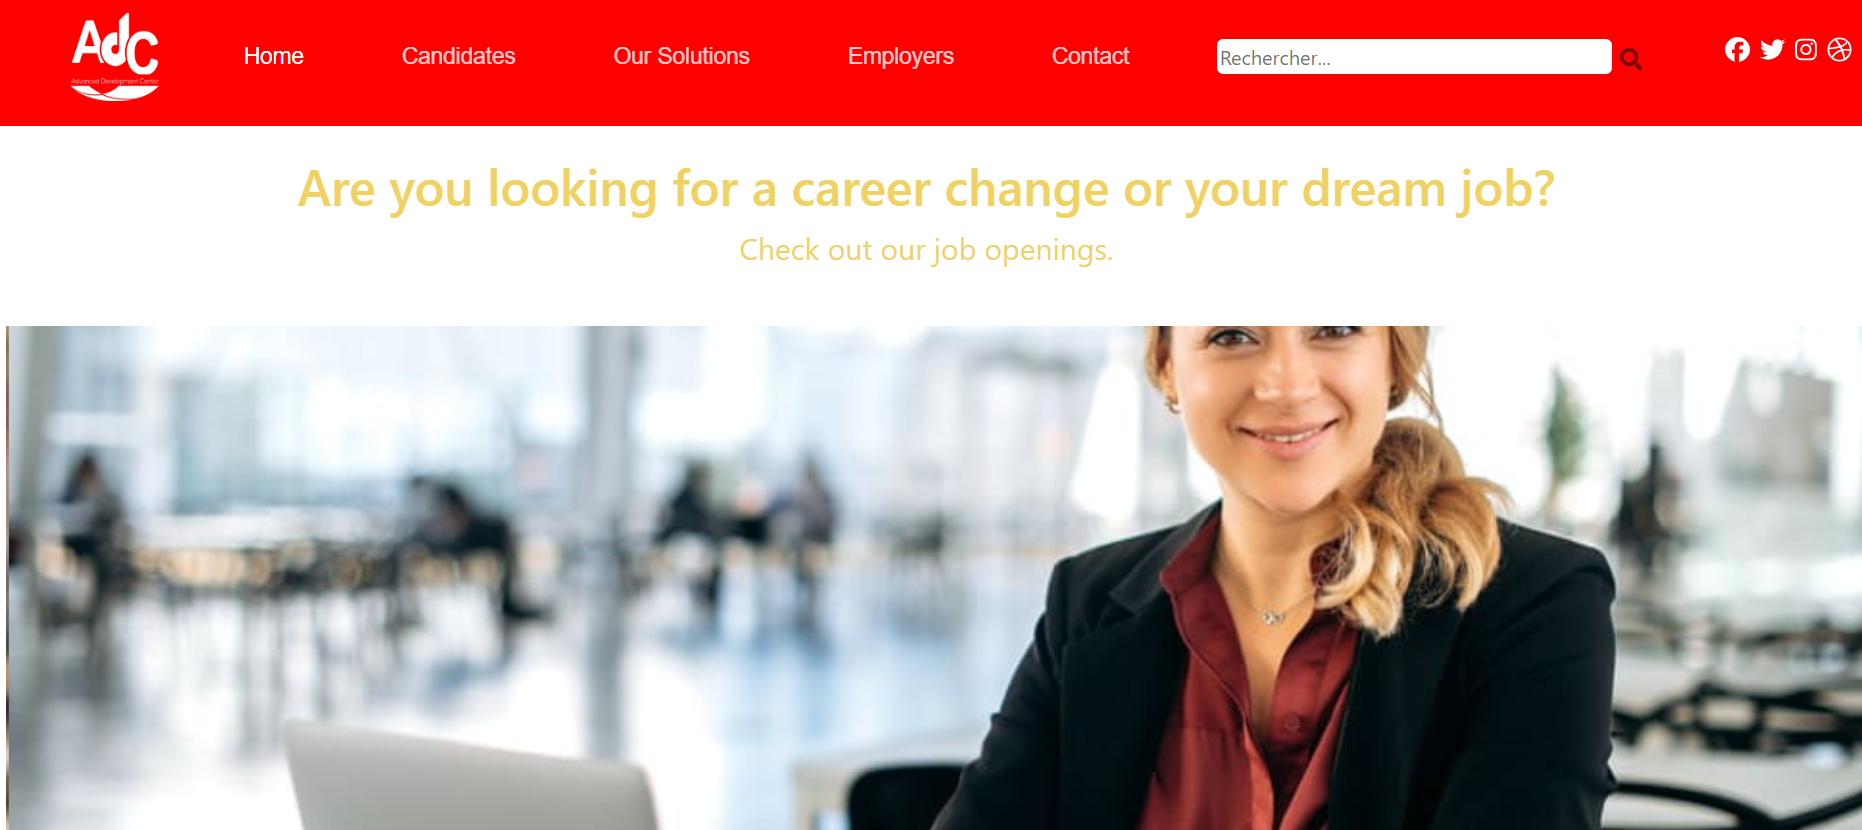 Adc
Advanced Development Center
Home
Candidates
Our Solutions
Employers
Contact
Rechercher...
Are you looking for a career change or your dream job?
Check out our job openings.